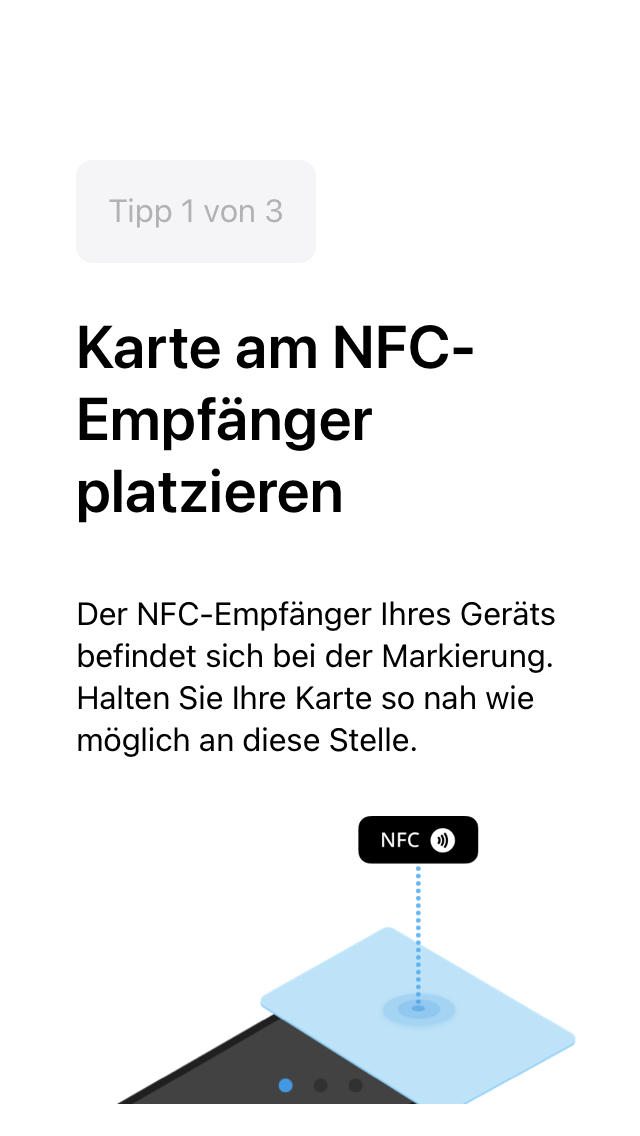 Tipp 1 von 3
Karte am NFC-
Empfänger
platzieren
Der NFC-Empfänger Ihres Geräts
befindet sich bei der Markierung.
Halten Sie Ihre Karte so nah wie
möglich an diese Stelle.
NFC